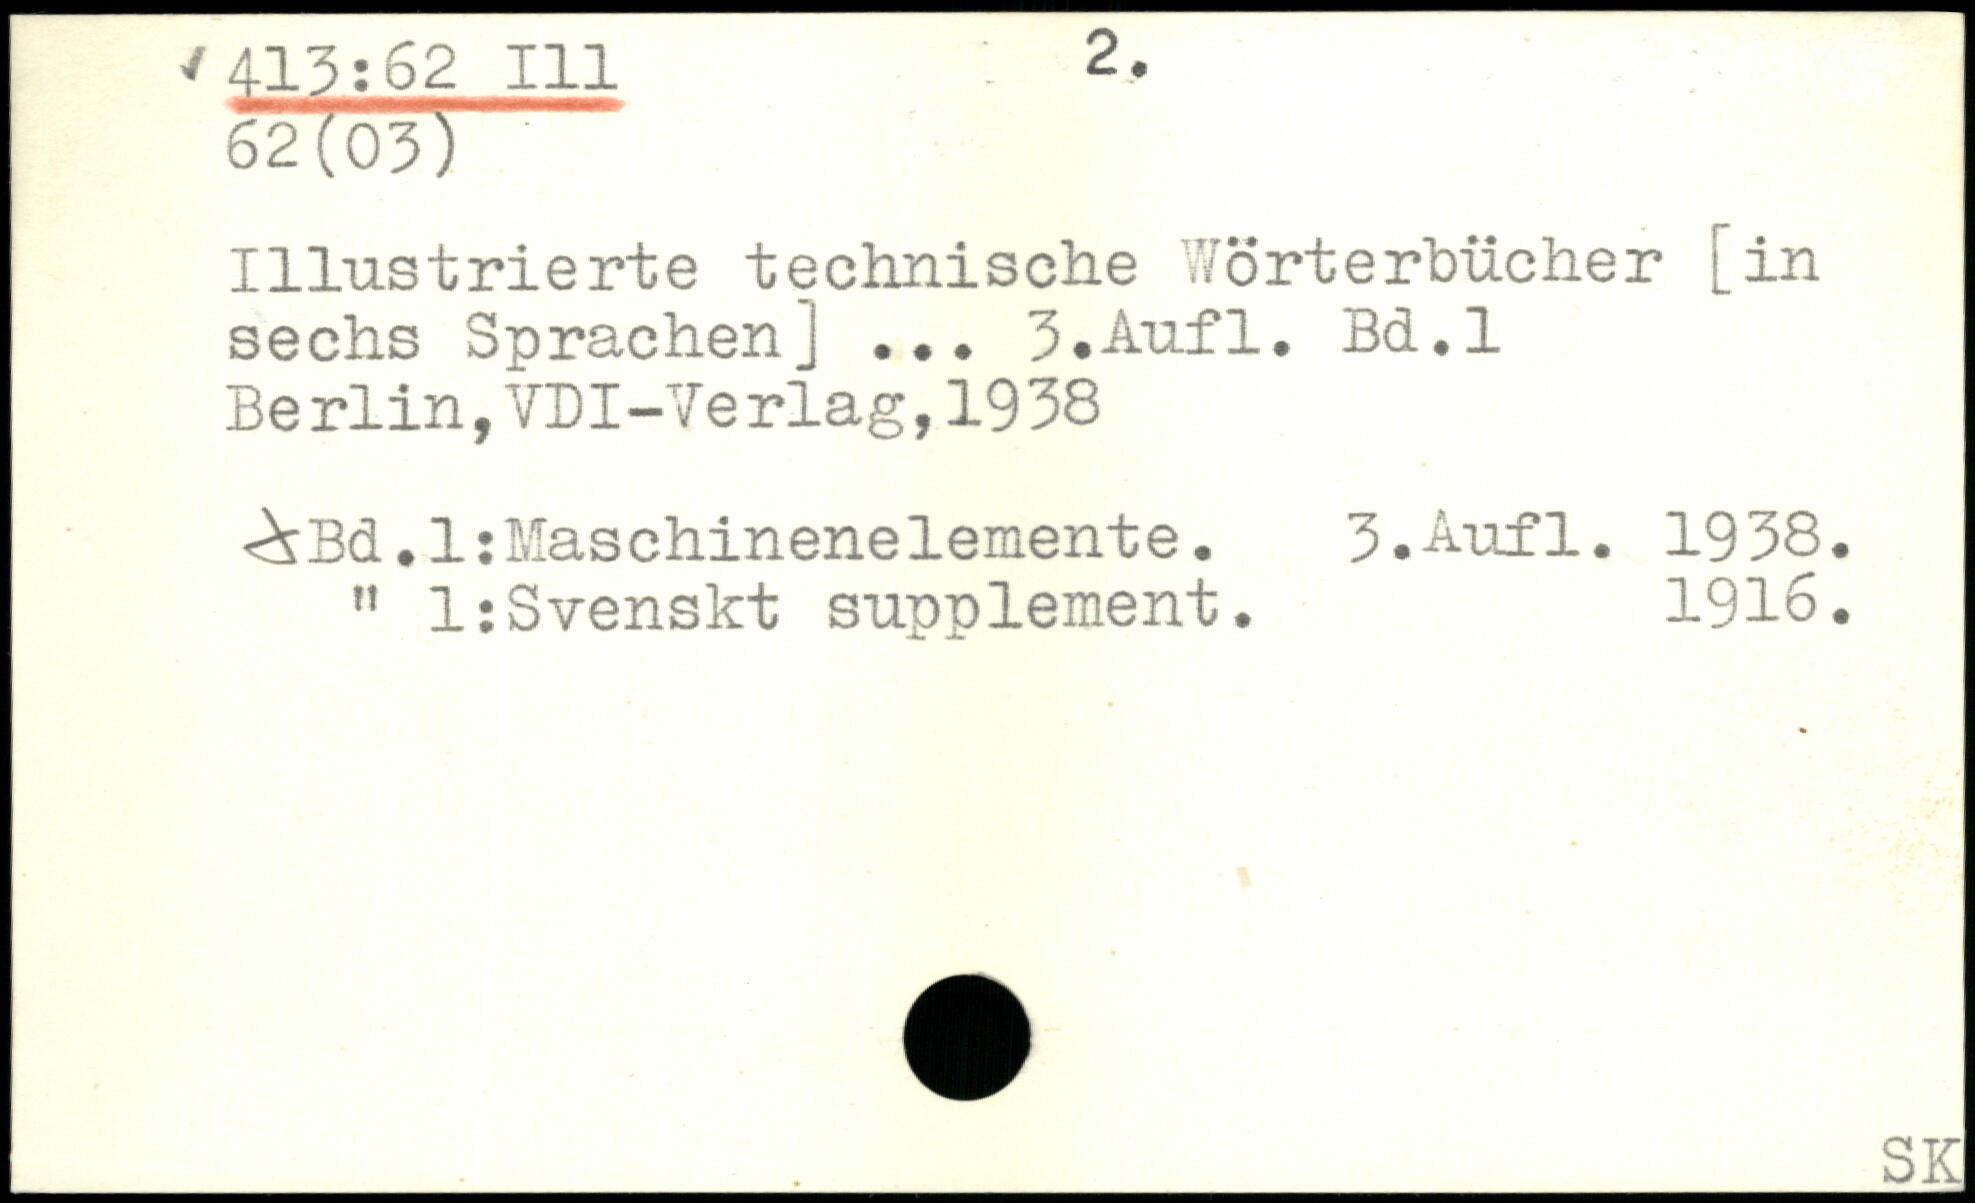 413:62 Ill 2.
62(03)
Illustrierte technische Wörterbücher [in
sechs Sprachen] ... 3.Aufl. Bd.1
Berlin,VDI-Verlag,1938
Bd.1:Maschinenelemente. 3.Aufl. 1938.
" 1:Svenskt supplement. 1916.
SK